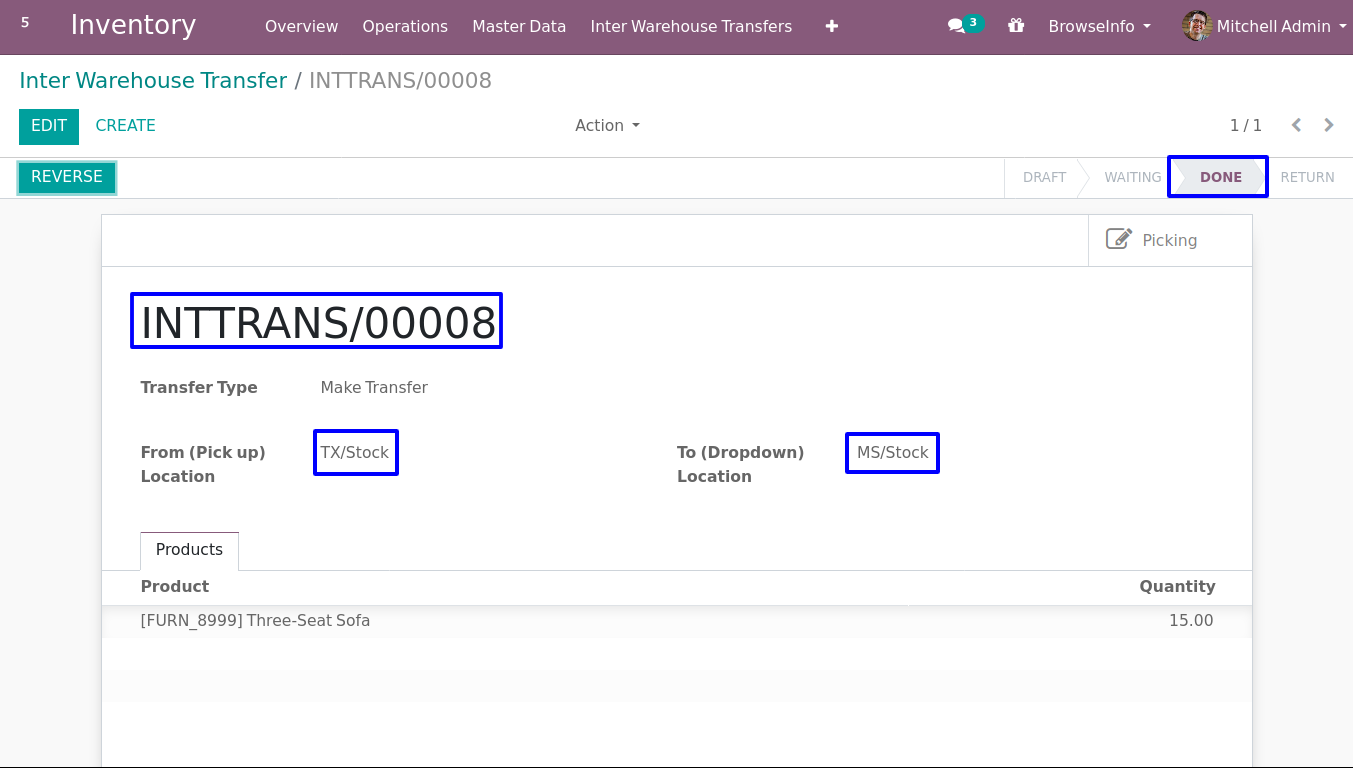 5 Inventory Overview Operations Master Data Inter Warehouse Transfers + 3 BrowseInfo Mitchell Admin
Inter Warehouse Transfer / INTTRANS/00008
EDIT CREATE Action 1 / 1
REVERSE DRAFT WAITING DONE RETURN
Picking
INTTRANS/00008
Transfer Type Make Transfer
From (Pick up) Location TX/Stock
To (Dropdown) Location MS/Stock
Products
Product Quantity
[FURN_8999] Three-Seat Sofa 15.00